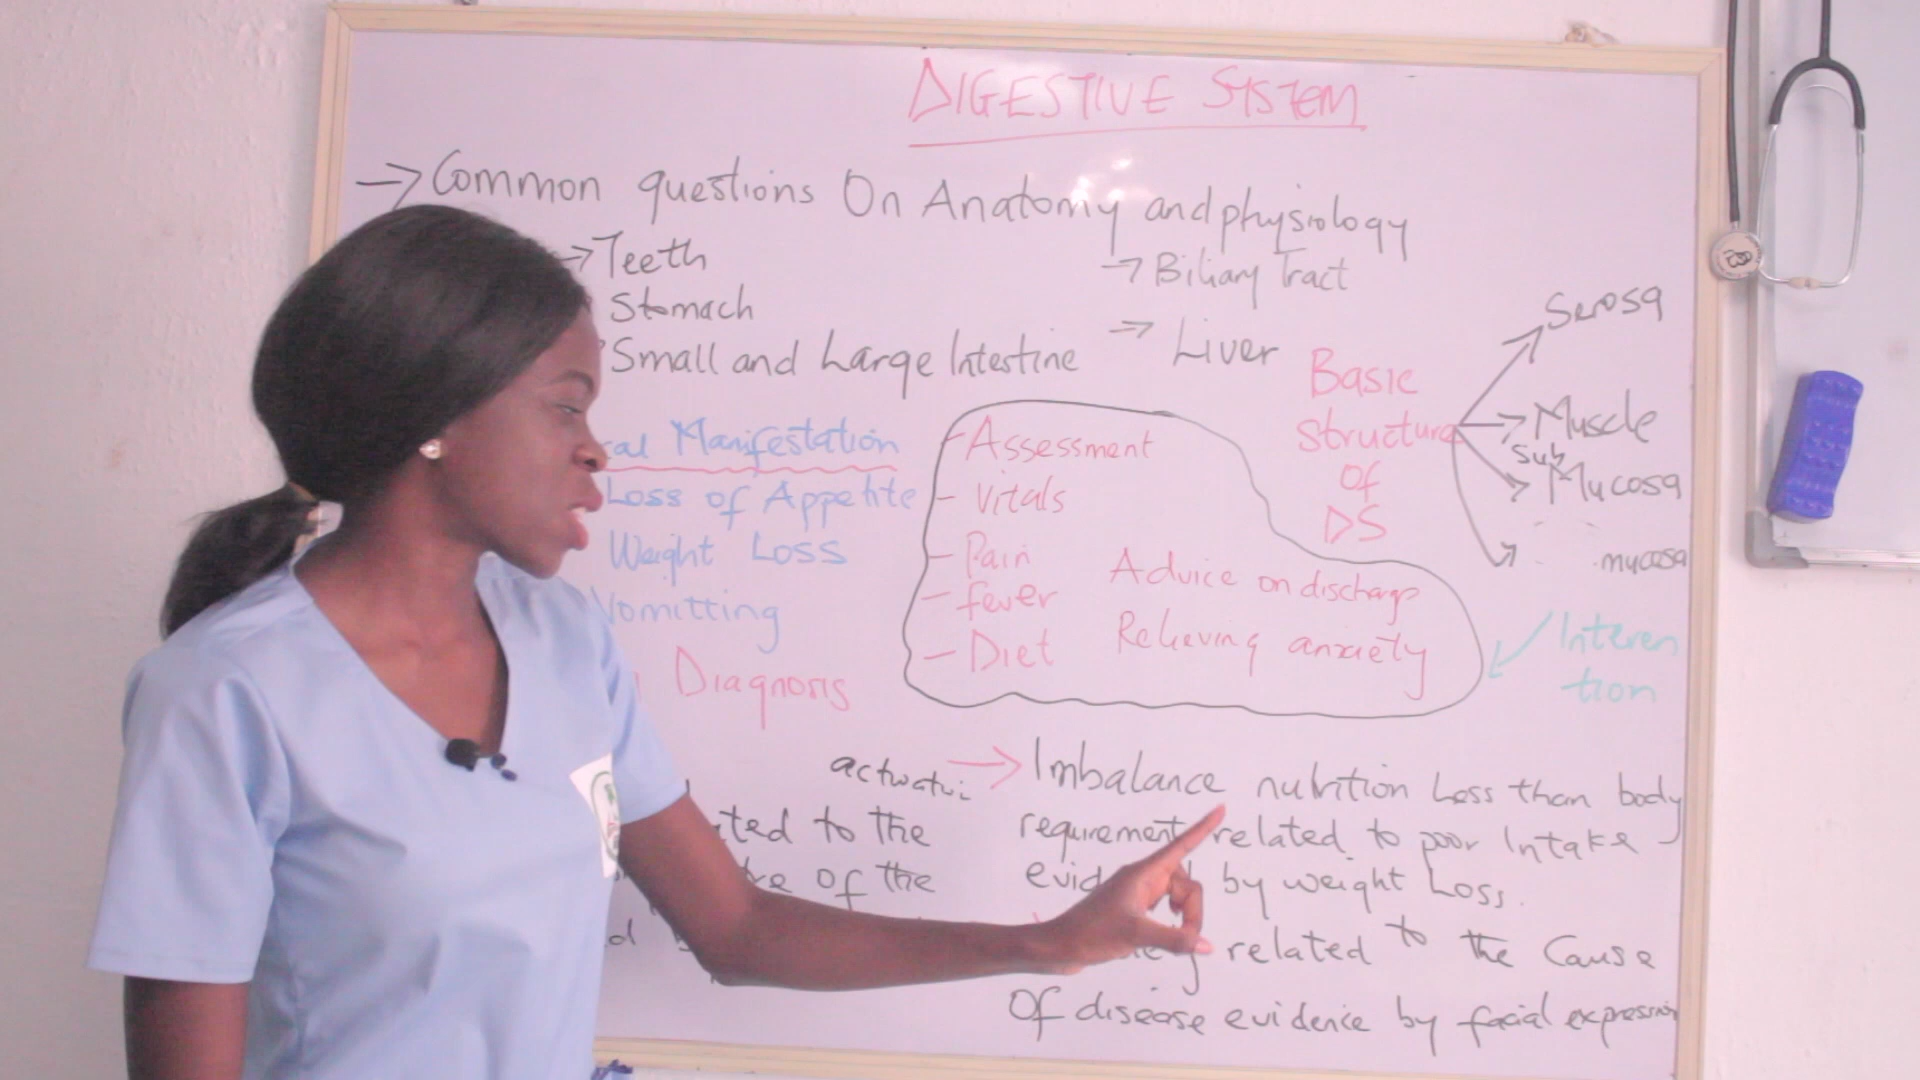 DIGESTIVE SYSTEM
→ Common questions On Anatomy and physiology
→ Teeth
Stomach
Small and Large Intestine
→ Biliary Tract
→ Liver
Basic
Structure
Of
DS
Serosa
Muscle
Sub
Mucosa
mucosa
Manifestation
Loss of Appetite
Weight Loss
Vomitting
Diagnosis
- Assessment
- Vitals
- Pain
- fever
- Diet
Advice on discharge
Relieving anxiety
Interven
tion
→ Imbalance nutrition Less than body
requirement related to poor Intake
by weight Loss.
related to the Cause
Of disease evidence by facial expression
to the
of the